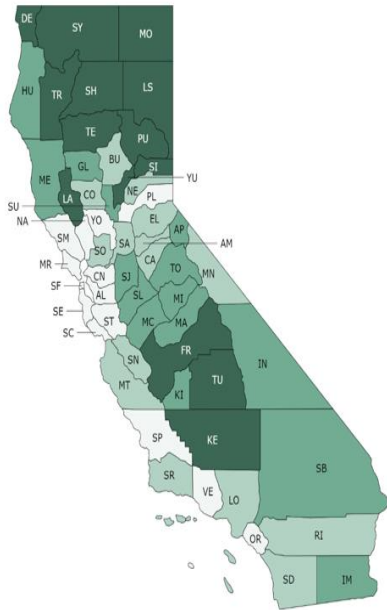 DE SY MO
HU TR SH LS
TE PU
ME GL BU SI
YU
LA CO NE PL
SU
NA YO
EL AP
SM SO SA AM
CA TO MN
MR CN
SF AL SJ
SL MI
SE ST
SC MC MA
SN FR IN
MT KI TU
SP KE
SB
SR VE LO
OR RI
SD IM